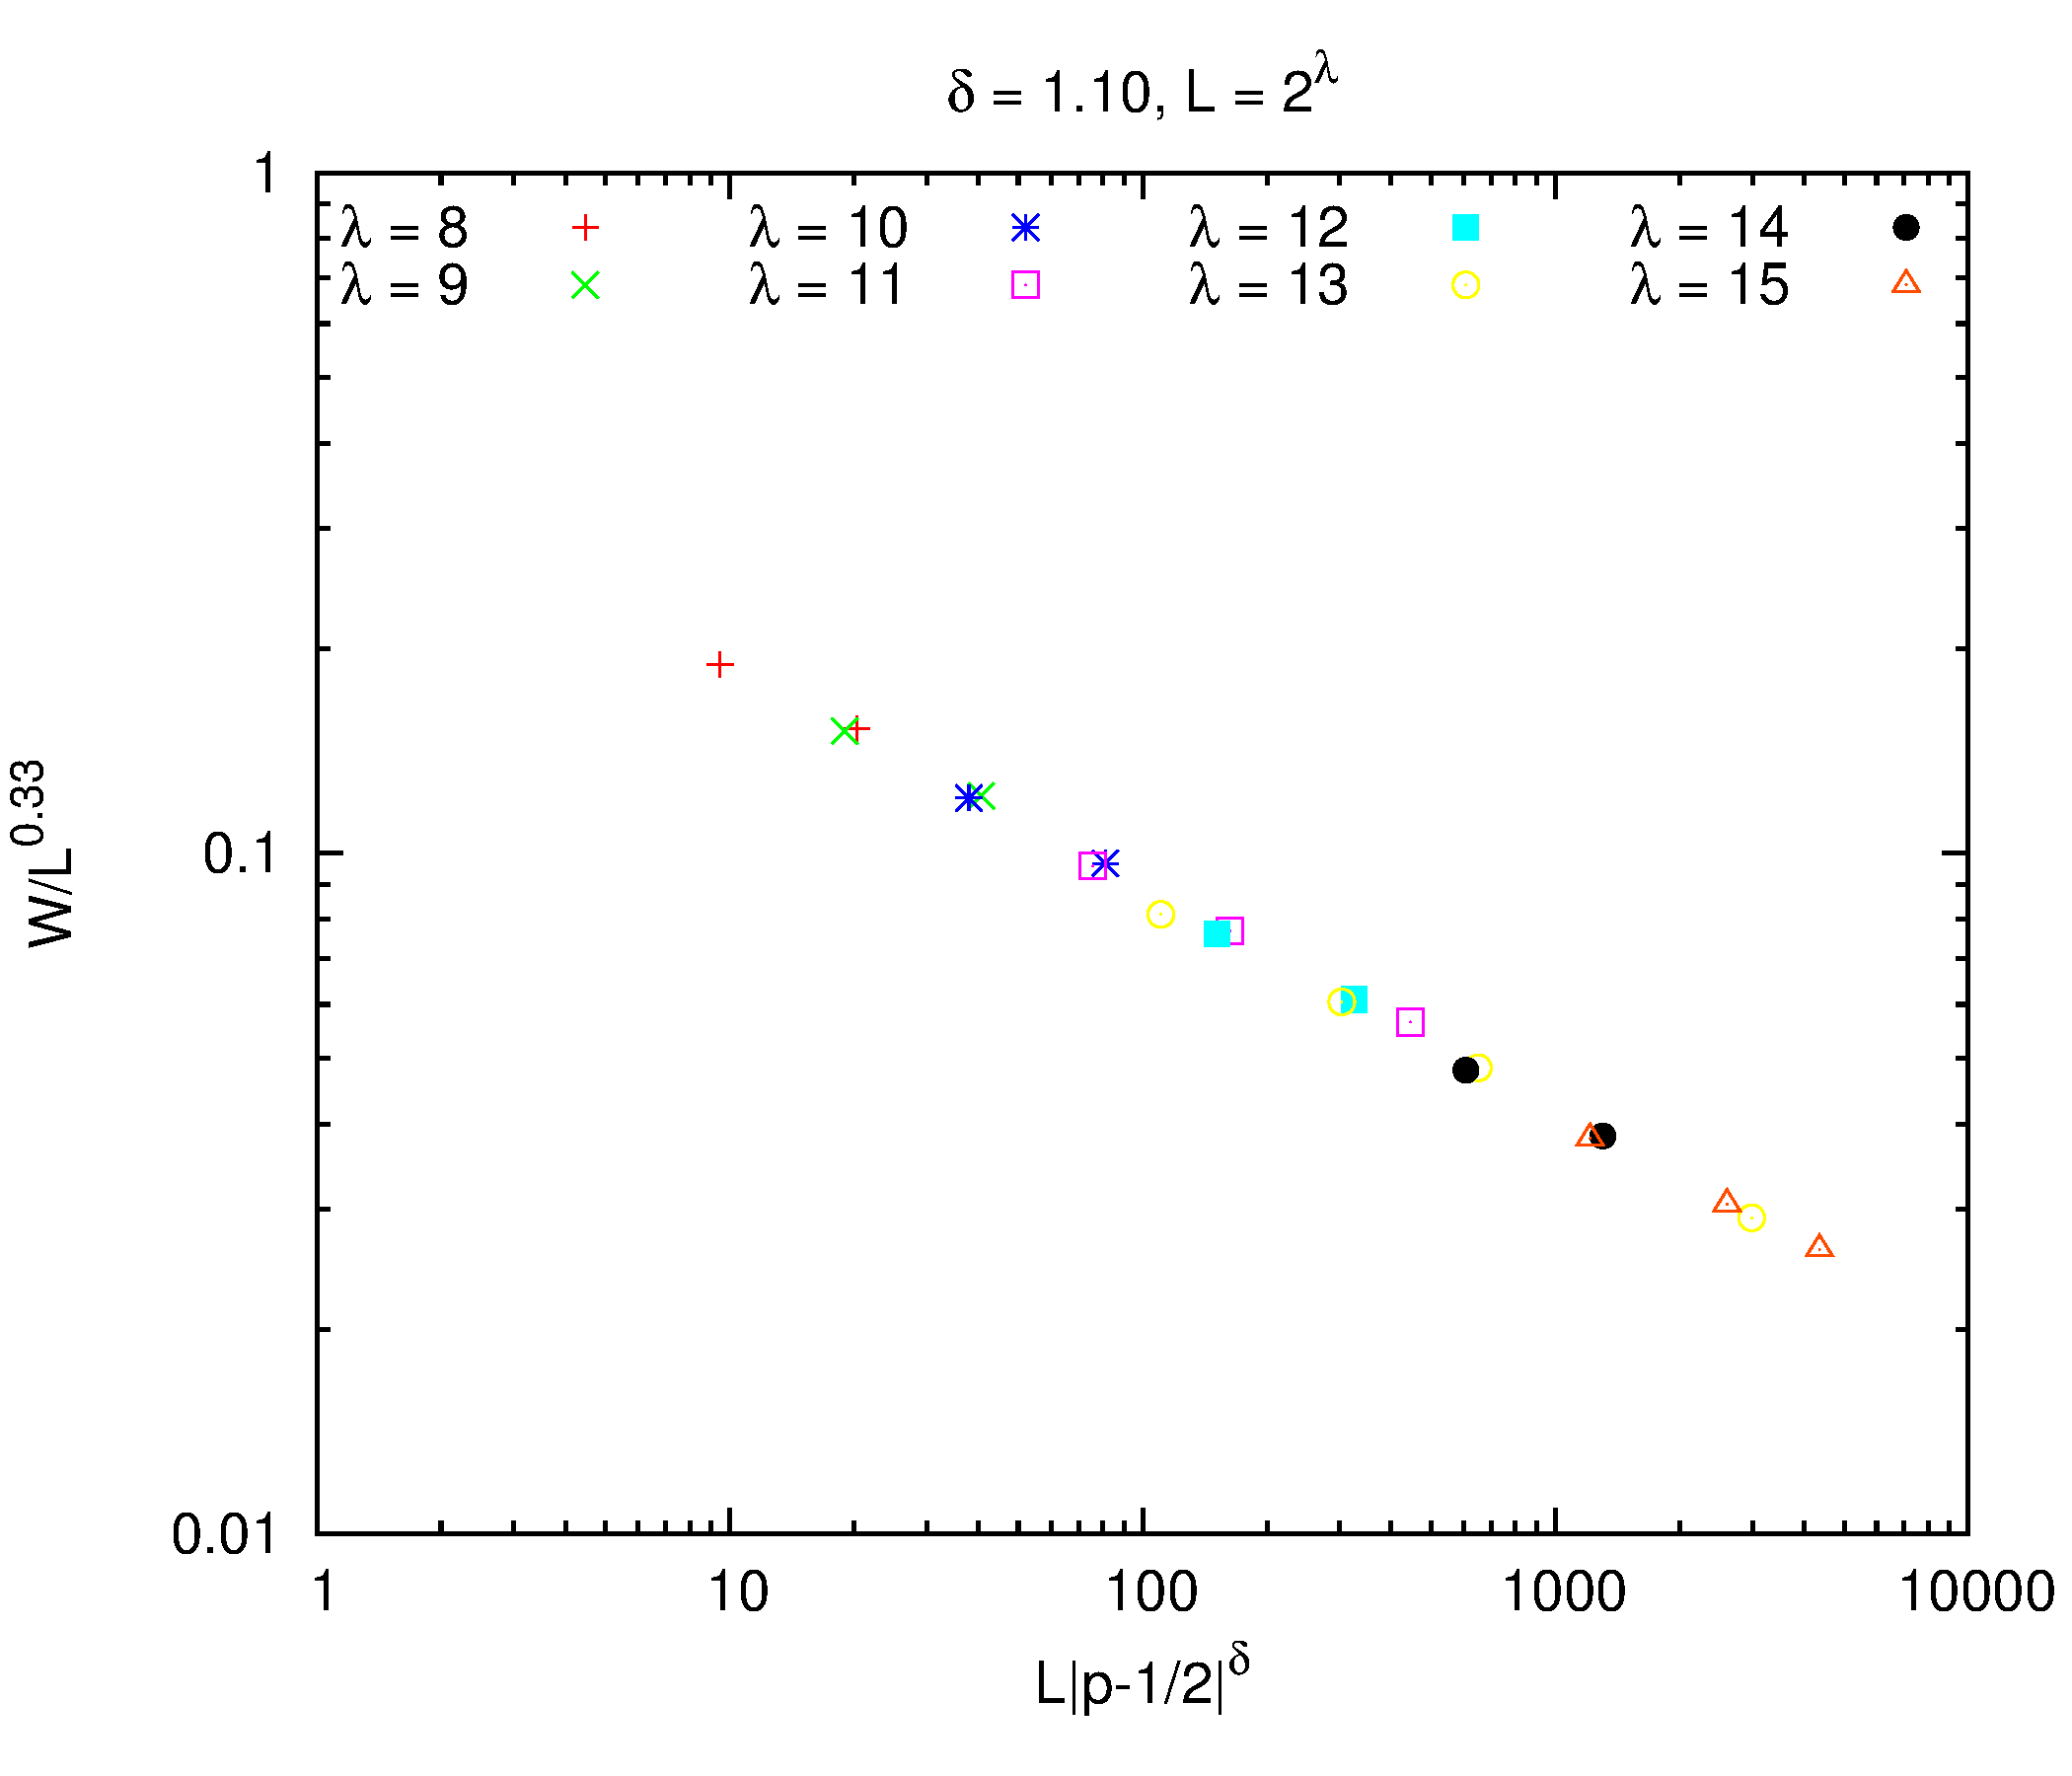 δ = 1.10, L = 2^λ
1
λ = 8 λ = 10 λ = 12 λ = 14
λ = 9 λ = 11 λ = 13 λ = 15
W/L^0.33
0.1
0.01
1 10 100 1000 10000
L|p-1/2|^δ